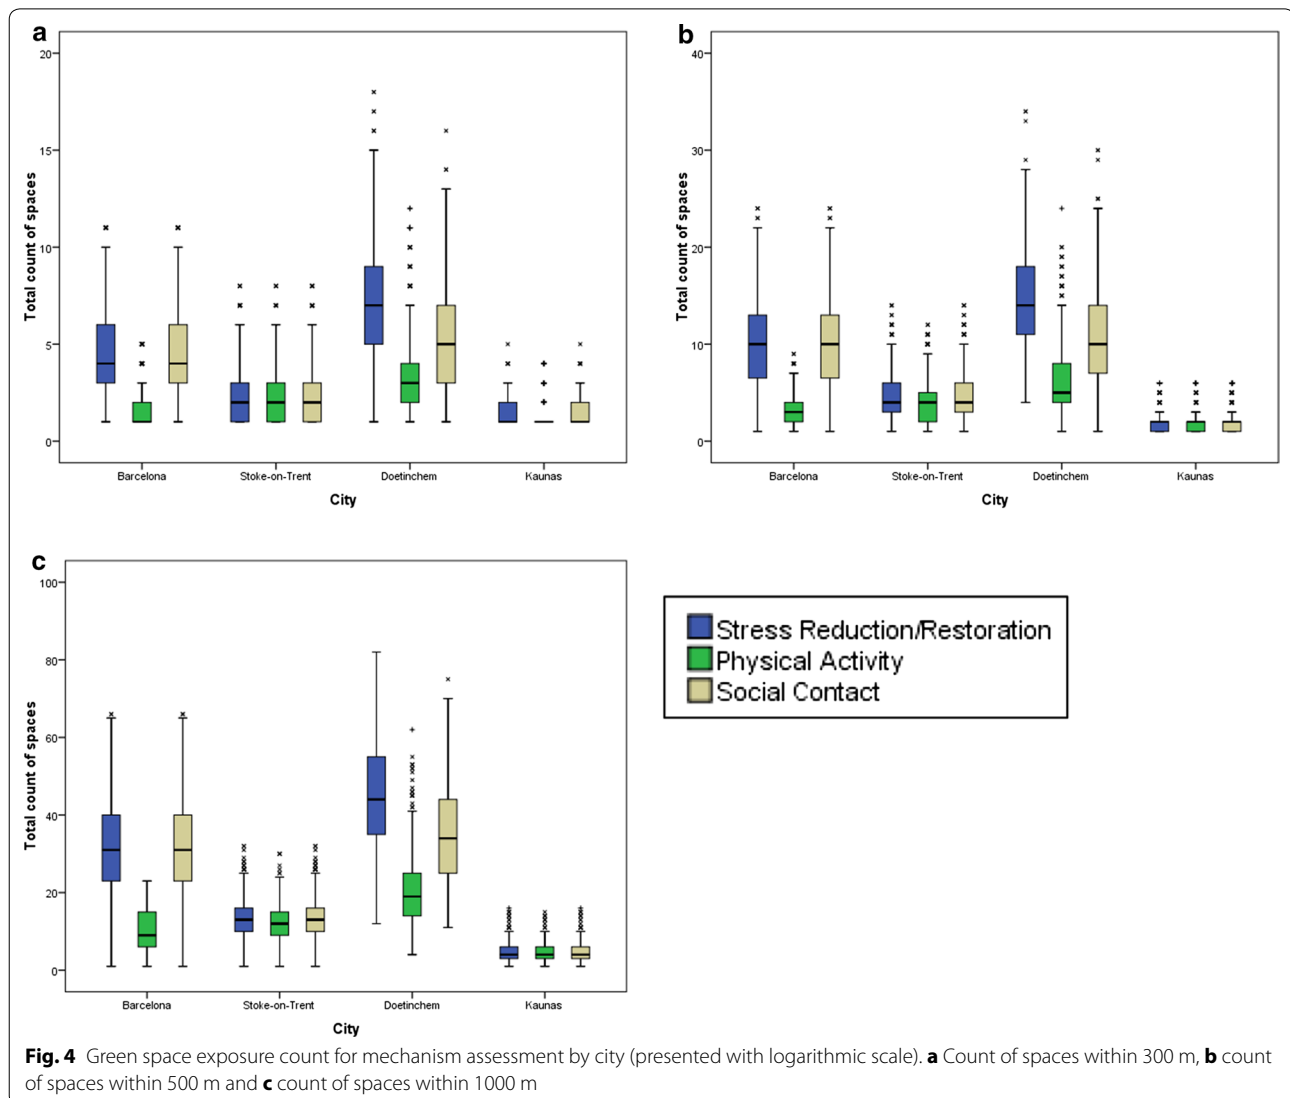 a
20
15
10
5
0
Total count of spaces
Barcelona Stoke-on-Trent Doetinchem Kaunas
City
b
40
30
20
10
0
Total count of spaces
Barcelona Stoke-on-Trent Doetinchem Kaunas
City
c
100
80
60
40
20
0
Total count of spaces
Barcelona Stoke-on-Trent Doetinchem Kaunas
City
Stress Reduction/Restoration
Physical Activity
Social Contact
Fig. 4 Green space exposure count for mechanism assessment by city (presented with logarithmic scale). a Count of spaces within 300 m, b count
of spaces within 500 m and c count of spaces within 1000 m